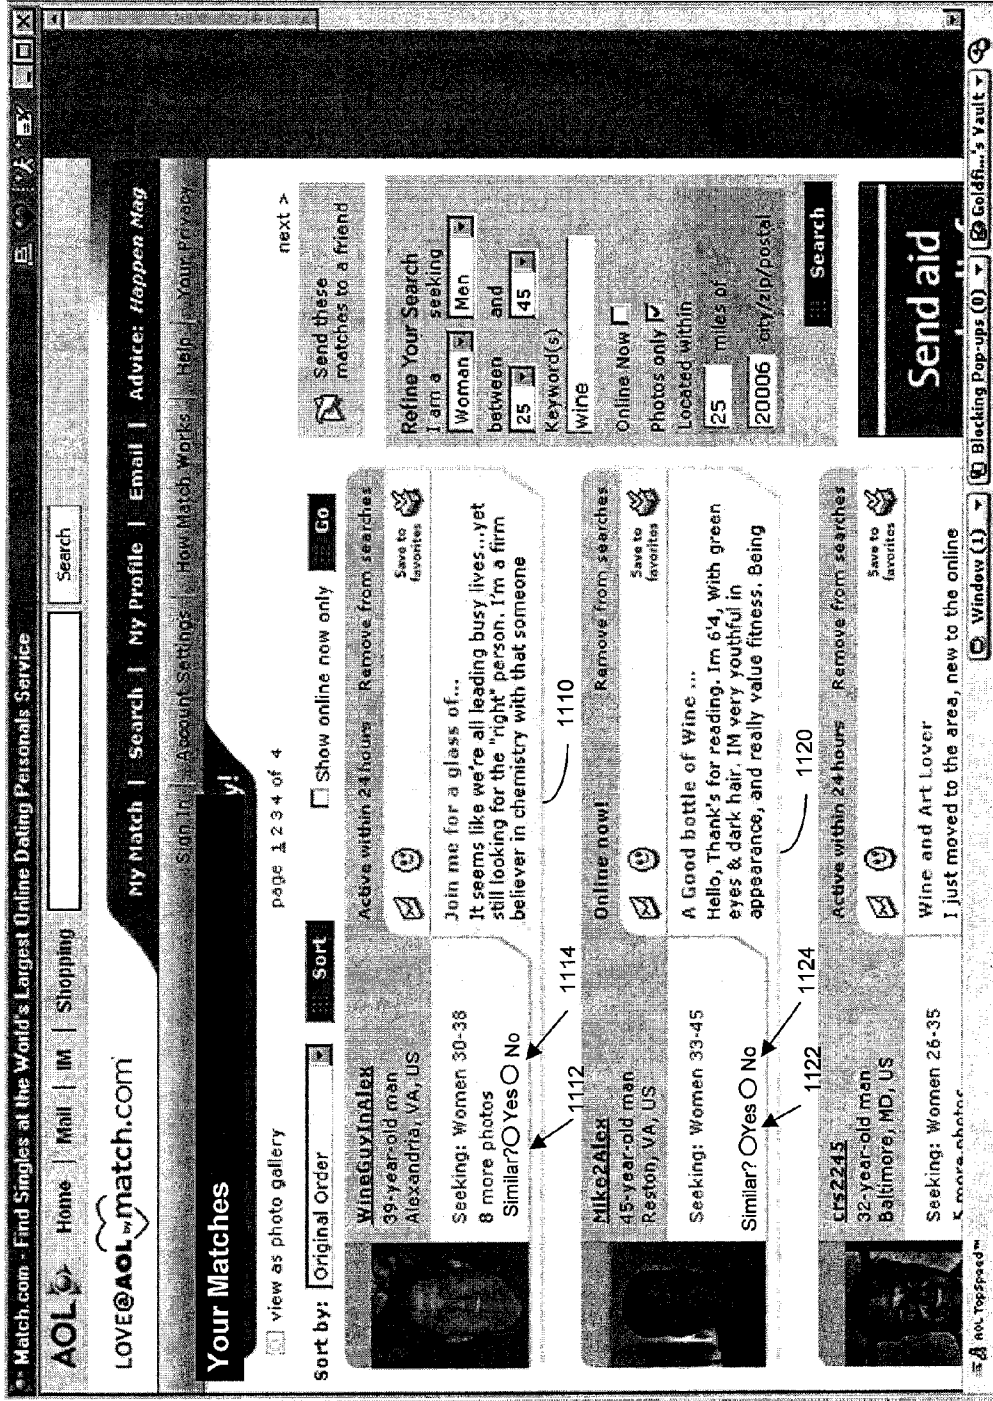 Match.com - Find Singles at the World's Largest Online Dating Personals Service
AOL Home | Mail | IM | Shopping Search
LOVE@AOL by match.com
My Match | Search | My Profile | Email | Advice: Happen Mag
Sign In | Account Settings | How Match Works | Help | Your Privacy
Your Matches
y!
view as photo gallery
page 1 2 3 4 of 4
next >
Sort by: Original Order Sort
Show online now only Go
WineGuyInAlex
39-year-old man
Alexandra, VA, US
Active within 24 hours Remove from searches
Save to
favorites
Seeking: Women 30-38
8 more photos
Similar? Yes No
Join me for a glass of...
It seems like we're all leading busy lives...yet
still looking for the "right" person. I'm a firm
believer in chemistry with that someone
1112
1114
1110
Mike2Alex
45-year-old man
Reston, VA, US
Online now! Remove from searches
Save to
favorites
Seeking: Women 33-45
Similar? Yes No
A Good bottle of Wine ...
Hello, Thank's for reading. Im 6'4, With green
eyes & dark hair. IM very youthful in
appearance, and really value fitness. Being
1122
1124
1120
crs2245
32-year-old man
Baltimore, MD, US
Active within 24 hours Remove from searches
Save to
favorites
Seeking: Women 26-35
5 more photos
Wine and Art Lover
I just moved to the area, new to the online
Send these
matches to a friend
Refine Your Search
I am a seeking
Woman Men
between and
25 45
Keyword(s)
wine
Online Now
Photos only
Located within
25 miles of
20006 city/zip/postal
Search
Send aid
AOL TopSpeed™
Window (1)
Blocking Pop-ups (0)
Goldfi...'s Vault